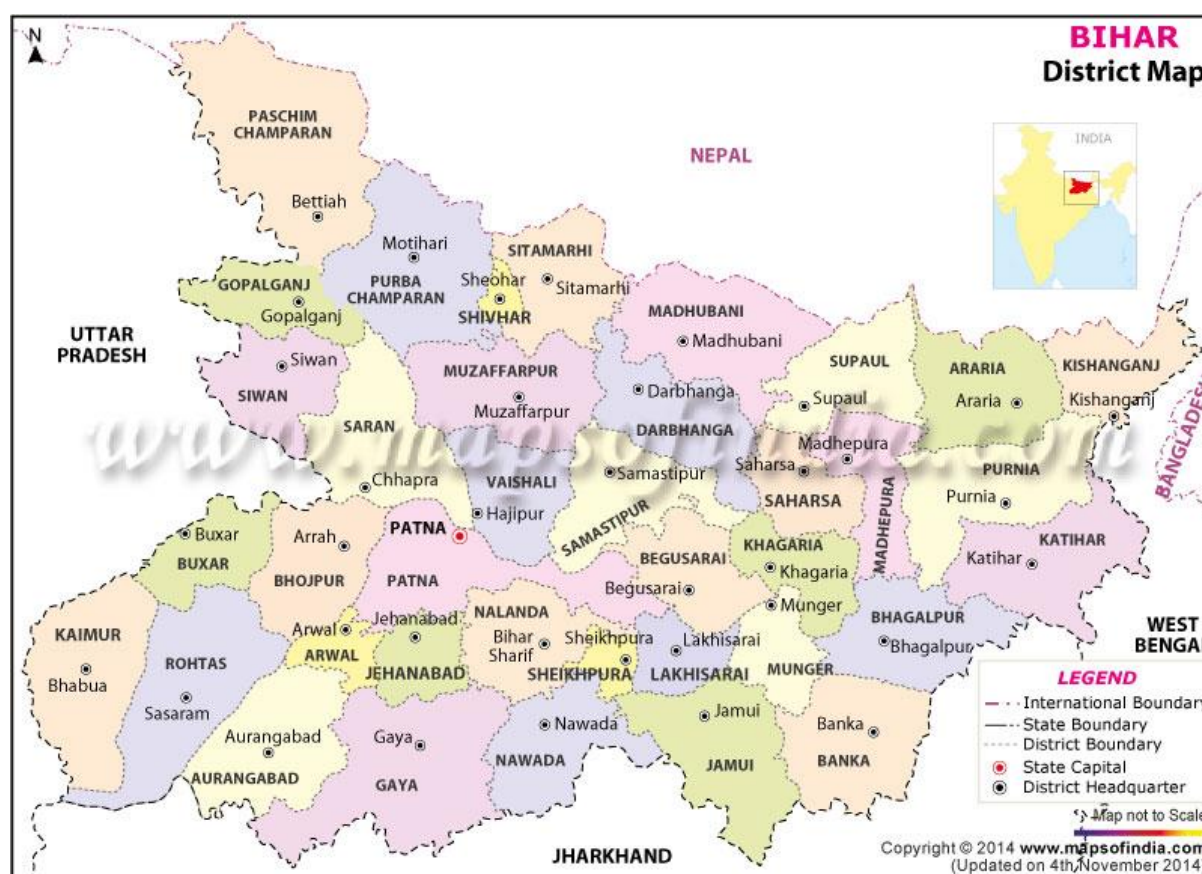 N
BIHAR
District Map
INDIA
NEPAL
PASCHIM
CHAMPARAN
Bettiah
Motihari
PURBA
CHAMPARAN
SITAMARHI
Sitamarhi
Sheohar
SHIVHAR
GOPALGANJ
Gopalganj
UTTAR
PRADESH
Siwan
SIWAN
MUZAFFARPUR
Muzaffarpur
MADHUBANI
Madhubani
SUPAUL
Supaul
ARARIA
Araria
KISHANGANJ
Kishanganj
Darbhanga
DARBHANGA
SARAN
Chhapra
www.mapsofindia.com
VAISHALI
Hajipur
Samastipur
SAMASTIPUR
Saharsa
SAHARSA
Madhepura
MADHEPURA
PURNIA
Purnia
BANGLADES
KATIHAR
Katihar
Buxar
BUXAR
Arrah
BHOJPUR
PATNA
PATNA
BEGUSARAI
Begusarai
KHAGARIA
Khagaria
Munger
MUNGER
BHAGALPUR
Bhagalpur
WEST
BENGAL
KAIMUR
Bhabua
ROHTAS
Sasaram
Arwal
ARWAL
Jehanabad
JEHANABAD
NALANDA
Bihar
Sharif
Sheikhpura
SHEIKHPURA
Lakhisarai
LAKHISARAI
Aurangabad
AURANGABAD
Gaya
GAYA
Nawada
NAWADA
Jamui
JAMUI
Banka
BANKA
JHARKHAND
LEGEND
International Boundary
State Boundary
District Boundary
State Capital
District Headquarter
Map not to Scale
Copyright © 2014 www.mapsofindia.com
(Updated on 4th November 2014)